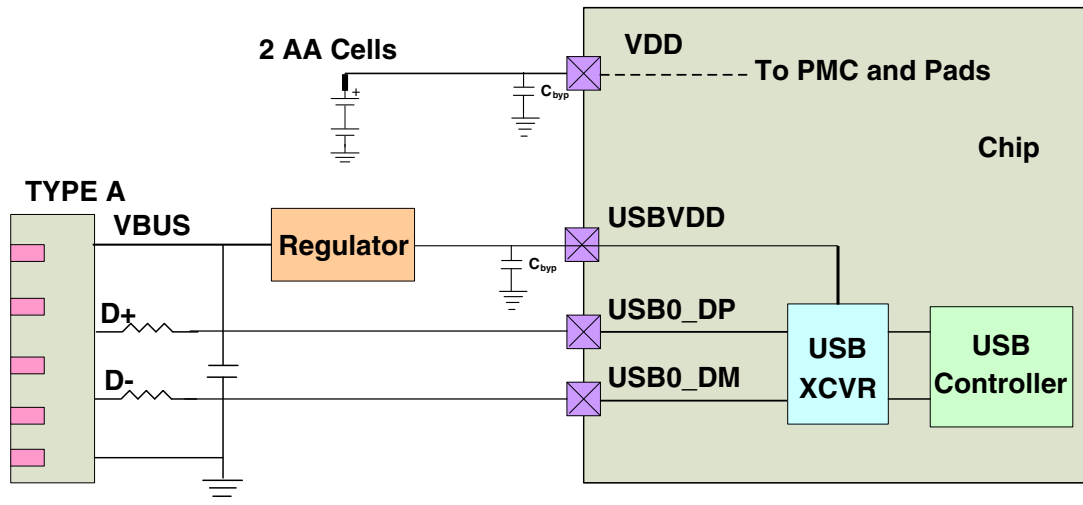 2 AA Cells
+
C byp
VDD
To PMC and Pads
Chip
TYPE A
VBUS
Regulator
C byp
USBVDD
D+
USB0_DP
D-
USB0_DM
USB
XCVR
USB
Controller